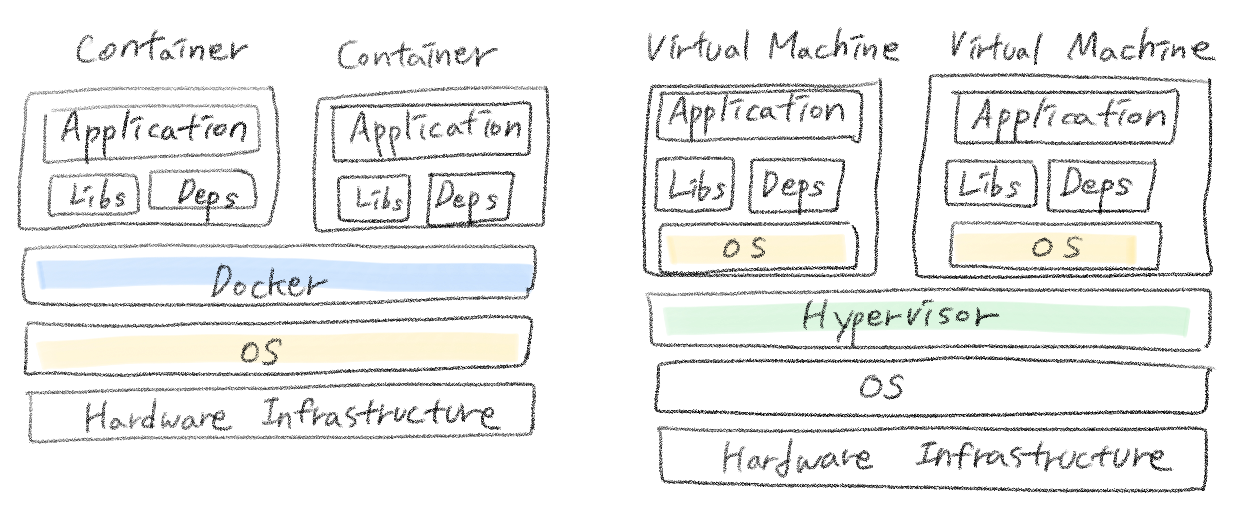 Container
Container
Application
Libs
Deps
Application
Libs
Deps
Docker
OS
Hardware Infrastructure
Virtual Machine
Virtual Machine
Application
Libs
Deps
OS
Application
Libs
Deps
OS
Hypervisor
OS
Hardware Infrastructure